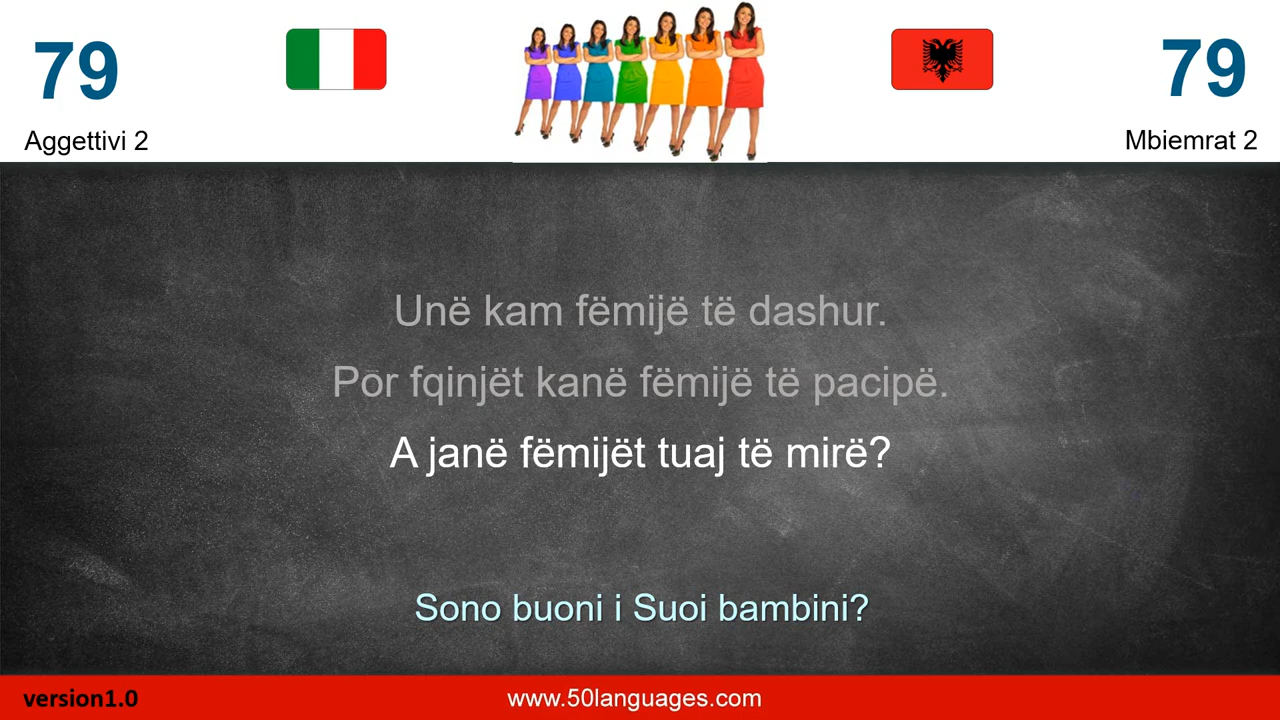 79
79
Aggettivi 2
Mbiemrat 2
Unë kam fëmijë të dashur.
Por fqinjët kanë fëmijë të pacipë.
A janë fëmijët tuaj të mirë?
Sono buoni i Suoi bambini?
version1.0
www.50languages.com